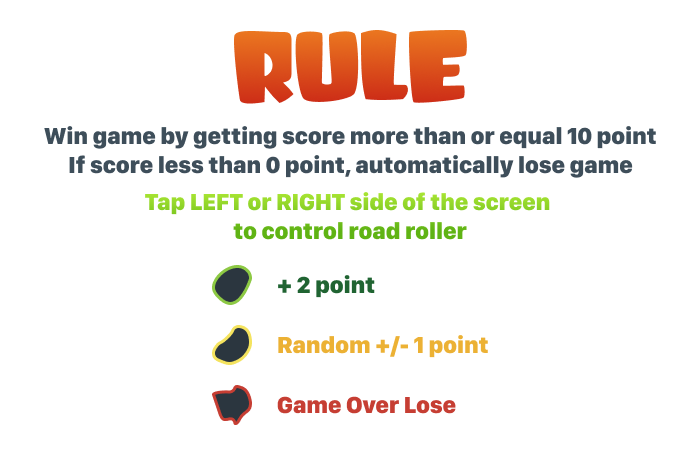 RULE
Win game by getting score more than or equal 10 point
If score less than 0 point, automatically lose game
Tap LEFT or RIGHT side of the screen
to control road roller
+ 2 point
Random +/- 1 point
Game Over Lose